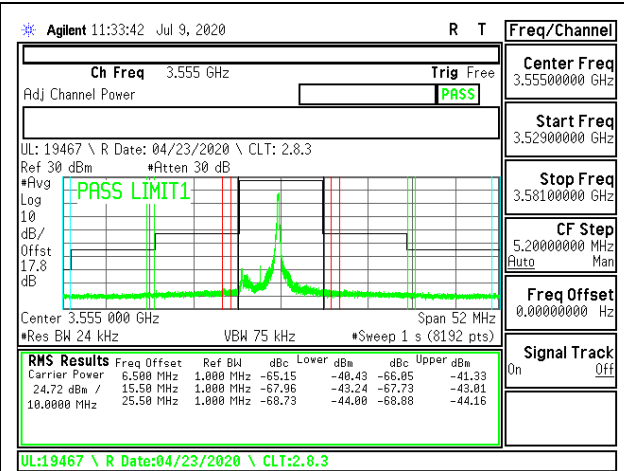 Agilent 11:33:42 Jul 9, 2020 R T
Ch Freq 3.555 GHz Trig Free
Adj Channel Power PASS
UL: 19467 \ R Date: 04/23/2020 \ CLT: 2.8.3
Ref 30 dBm #Atten 30 dB
#Avg
Log
10
dB/
Offst
17.8
dB
PASS LIMIT1
Center 3.555 000 GHz Span 52 MHz
#Res BW 24 kHz VBW 75 kHz #Sweep 1 s (8192 pts)
RMS Results Freq Offset Ref BW dBc Lower dBm dBc Upper dBm
Carrier Power 6.500 MHz 1.000 MHz -65.15 -40.43 -66.05 -41.33
24.72 dBm / 15.50 MHz 1.000 MHz -67.96 -43.24 -67.73 -43.01
10.0000 MHz 25.50 MHz 1.000 MHz -68.73 -44.00 -68.88 -44.16
UL:19467 \ R Date:04/23/2020 \ CLT:2.8.3
Freq/Channel
Center Freq
3.55500000 GHz
Start Freq
3.52900000 GHz
Stop Freq
3.58100000 GHz
CF Step
5.20000000 MHz
Auto Man
Freq Offset
0.00000000 Hz
Signal Track
On Off